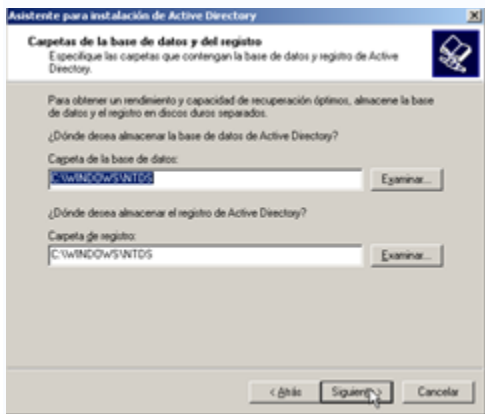 Asistente para instalación de Active Directory
Carpetas de la base de datos y del registro
Especifique las carpetas que contengan la base de datos y registro de Active
Directory.
Para obtener un rendimiento y capacidad de recuperación óptimos, almacene la base
de datos y el registro en discos duros separados.
¿Dónde desea almacenar la base de datos de Active Directory?
Carpeta de la base de datos:
C:\WINDOWS\NTDS
Examinar...
¿Dónde desea almacenar el registro de Active Directory?
Carpeta de registro:
C:\WINDOWS\NTDS
Examinar...
< Atrás
Siguiente >
Cancelar